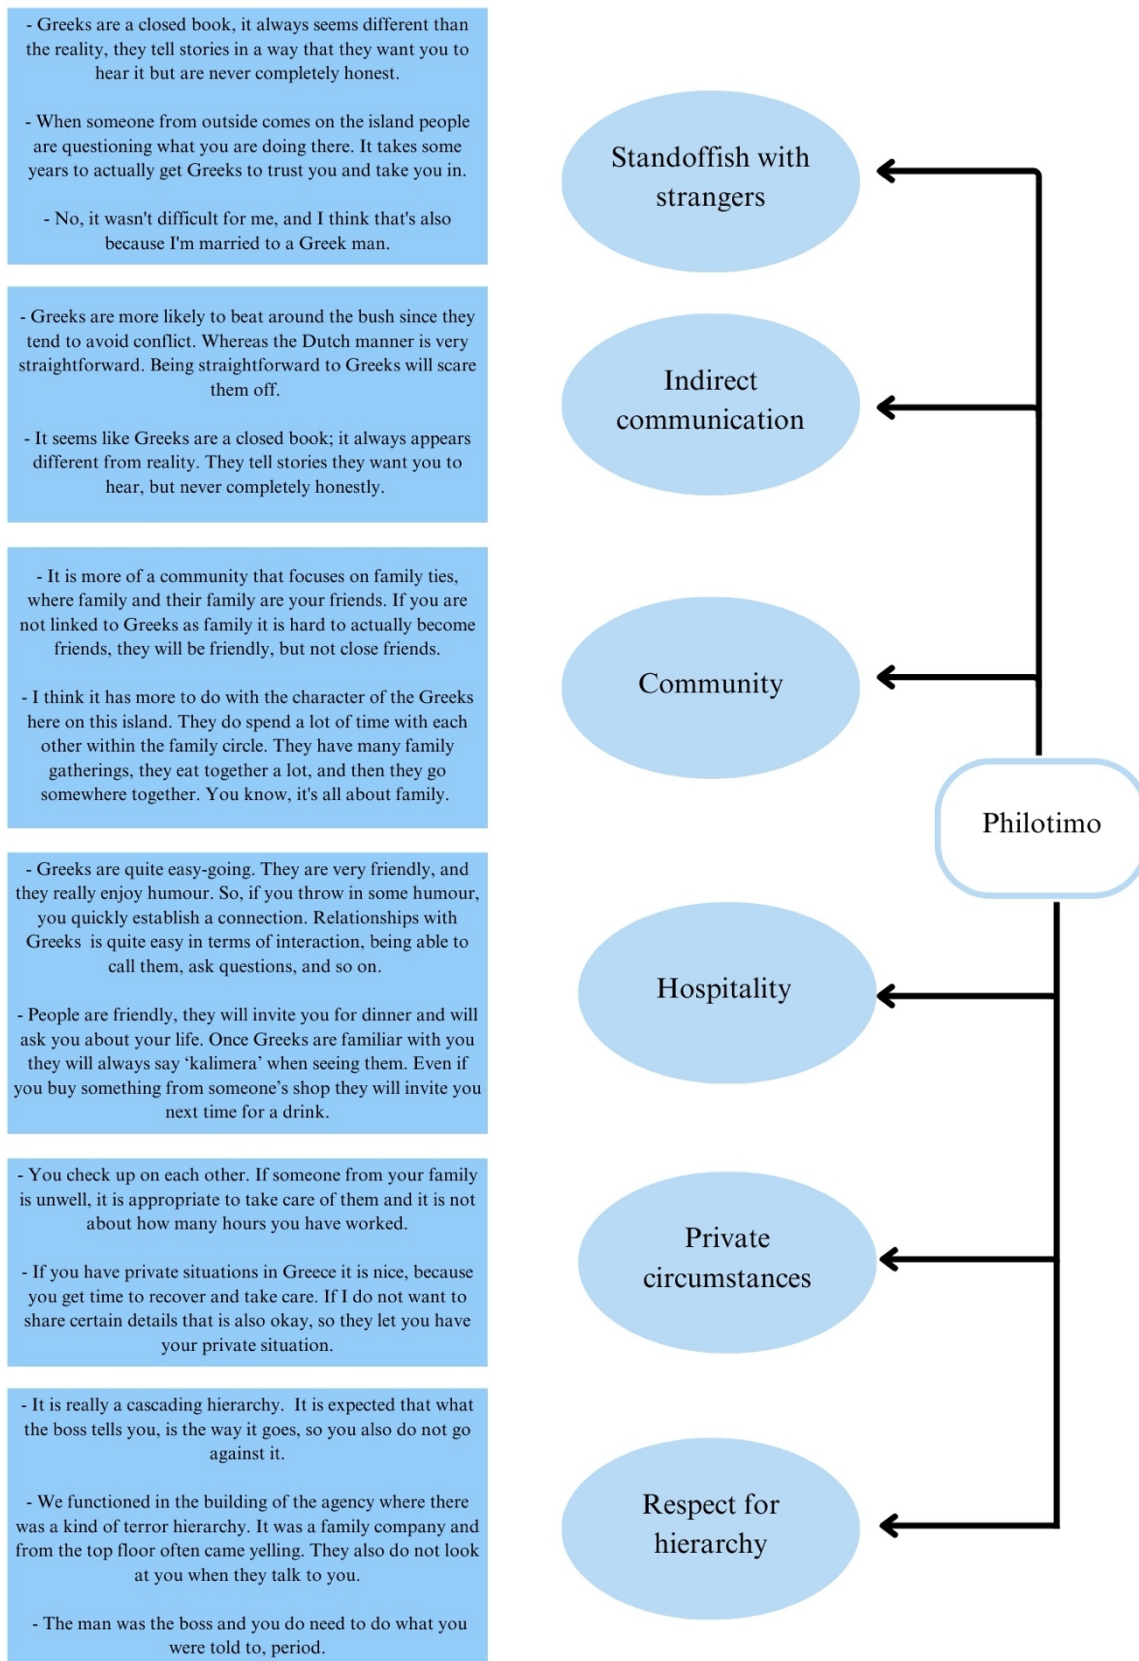 - Greeks are a closed book, it always seems different than
the reality, they tell stories in a way that they want you to
hear it but are never completely honest.
- When someone from outside comes on the island people
are questioning what you are doing there. It takes some
years to actually get Greeks to trust you and take you in.
- No, it wasn't difficult for me, and I think that's also
because I'm married to a Greek man.
Standoffish with
strangers
- Greeks are more likely to beat around the bush since they
tend to avoid conflict. Whereas the Dutch manner is very
straightforward. Being straightforward to Greeks will scare
them off.
- It seems like Greeks are a closed book; it always appears
different from reality. They tell stories they want you to
hear, but never completely honestly.
Indirect
communication
- It is more of a community that focuses on family ties,
where family and their family are your friends. If you are
not linked to Greeks as family it is hard to actually become
friends, they will be friendly, but not close friends.
- I think it has more to do with the character of the Greeks
here on this island. They do spend a lot of time with each
other within the family circle. They have many family
gatherings, they eat together a lot, and then they go
somewhere together. You know, it's all about family.
Community
Philotimo
- Greeks are quite easy-going. They are very friendly, and
they really enjoy humour. So, if you throw in some humour,
you quickly establish a connection. Relationships with
Greeks is quite easy in terms of interaction, being able to
call them, ask questions, and so on.
- People are friendly, they will invite you for dinner and will
ask you about your life. Once Greeks are familiar with you
they will always say ‘kalimera’ when seeing them. Even if
you buy something from someone’s shop they will invite you
next time for a drink.
Hospitality
- You check up on each other. If someone from your family
is unwell, it is appropriate to take care of them and it is not
about how many hours you have worked.
- If you have private situations in Greece it is nice, because
you get time to recover and take care. If I do not want to
share certain details that is also okay, so they let you have
your private situation.
Private
circumstances
- It is really a cascading hierarchy. It is expected that what
the boss tells you, is the way it goes, so you also do not go
against it.
- We functioned in the building of the agency where there
was a kind of terror hierarchy. It was a family company and
from the top floor often came yelling. They also do not look
at you when they talk to you.
- The man was the boss and you do need to do what you
were told to, period.
Respect for
hierarchy